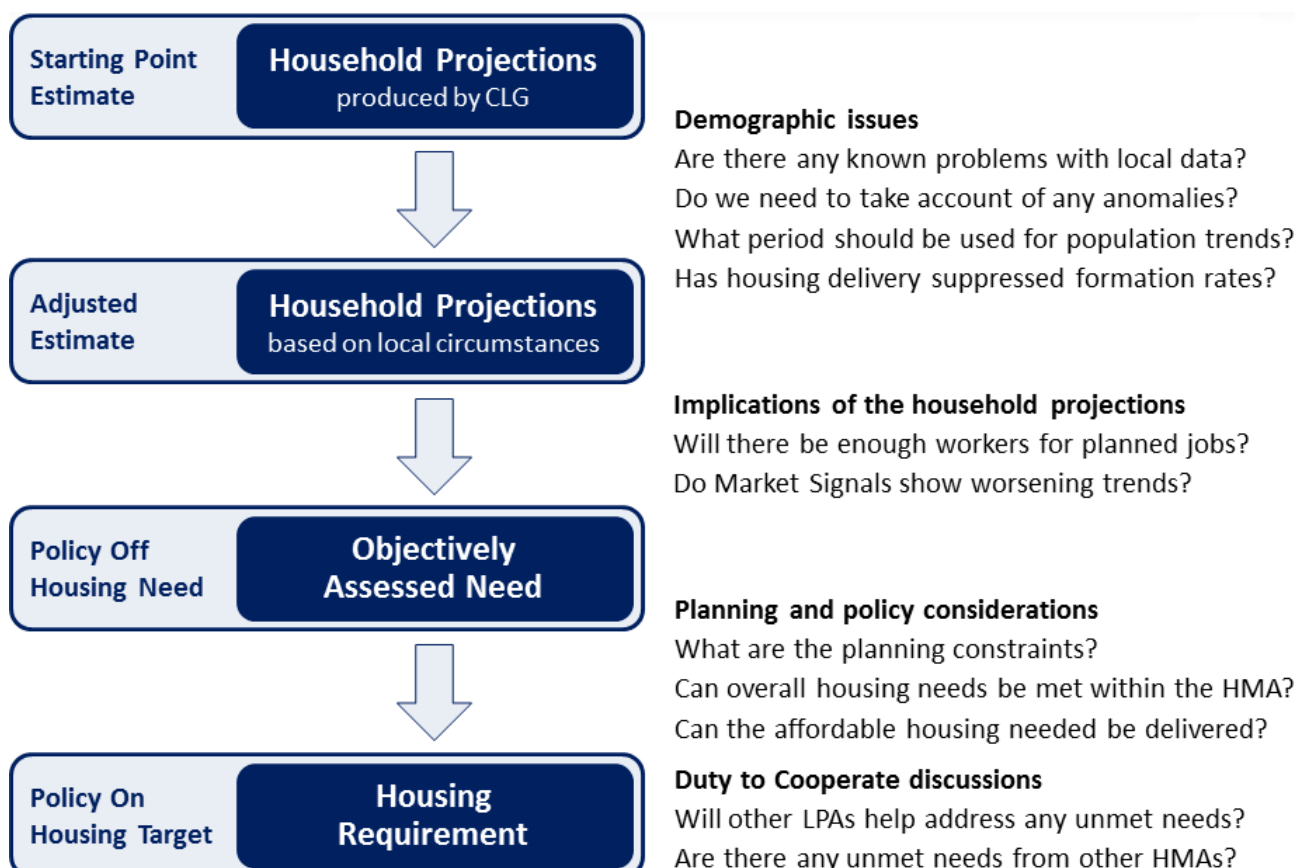 Starting Point
Estimate
Household Projections
produced by CLG
Demographic issues
Are there any known problems with local data?
Do we need to take account of any anomalies?
What period should be used for population trends?
Has housing delivery suppressed formation rates?
Adjusted
Estimate
Household Projections
based on local circumstances
Implications of the household projections
Will there be enough workers for planned jobs?
Do Market Signals show worsening trends?
Policy Off
Housing Need
Objectively
Assessed Need
Planning and policy considerations
What are the planning constraints?
Can overall housing needs be met within the HMA?
Can the affordable housing needed be delivered?
Policy On
Housing Target
Housing
Requirement
Duty to Cooperate discussions
Will other LPAs help address any unmet needs?
Are there any unmet needs from other HMAs?